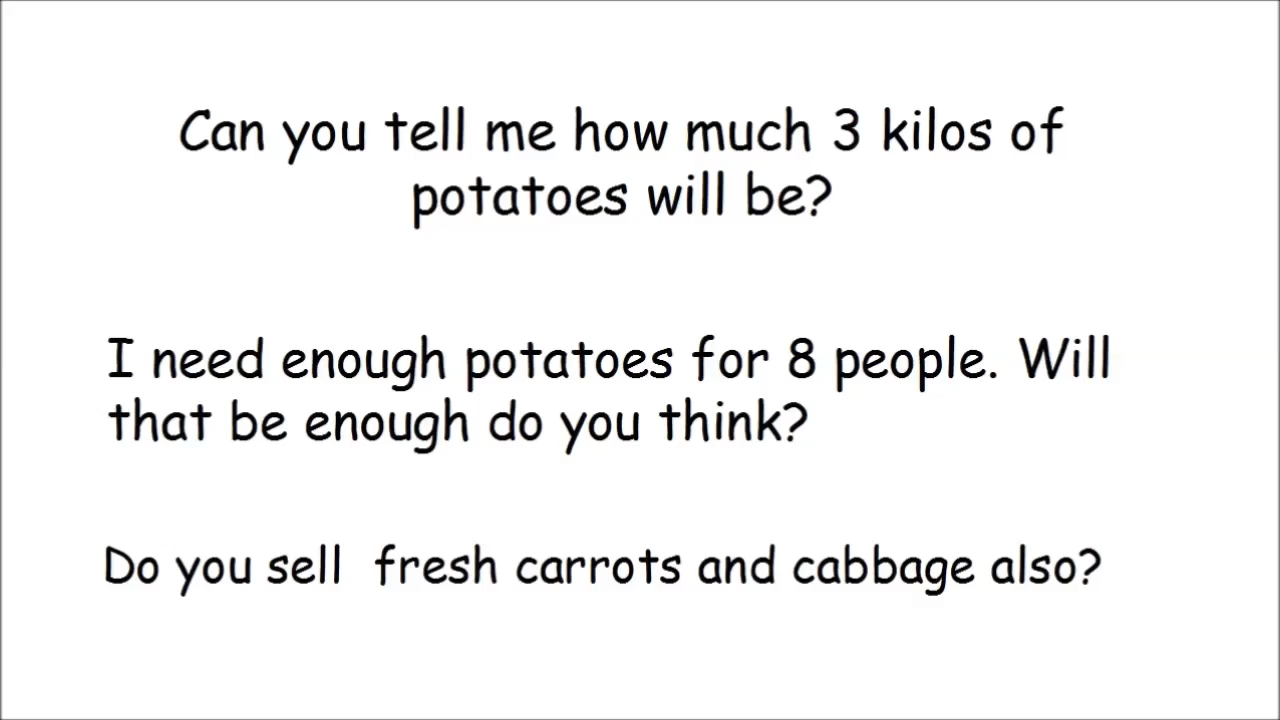 Can you tell me how much 3 kilos of
potatoes will be?
I need enough potatoes for 8 people. Will
that be enough do you think?
Do you sell  fresh carrots and cabbage also?